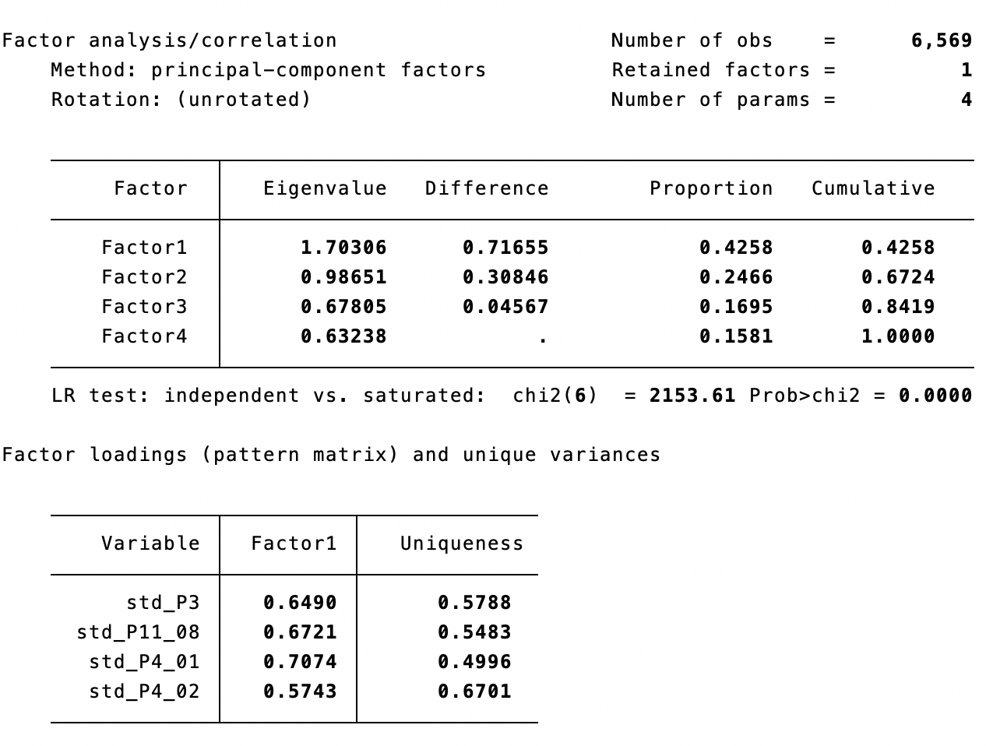 Factor analysis/correlation Number of obs = 6,569
Method: principal-component factors Retained factors = 1
Rotation: (unrotated) Number of params = 4
Factor Eigenvalue Difference Proportion Cumulative
Factor1 1.70306 0.71655 0.4258 0.4258
Factor2 0.98651 0.30846 0.2466 0.6724
Factor3 0.67805 0.04567 0.1695 0.8419
Factor4 0.63238 . 0.1581 1.0000
LR test: independent vs. saturated: chi2(6) = 2153.61 Prob>chi2 = 0.0000
Factor loadings (pattern matrix) and unique variances
Variable Factor1 Uniqueness
std_P3 0.6490 0.5788
std_P11_08 0.6721 0.5483
std_P4_01 0.7074 0.4996
std_P4_02 0.5743 0.6701